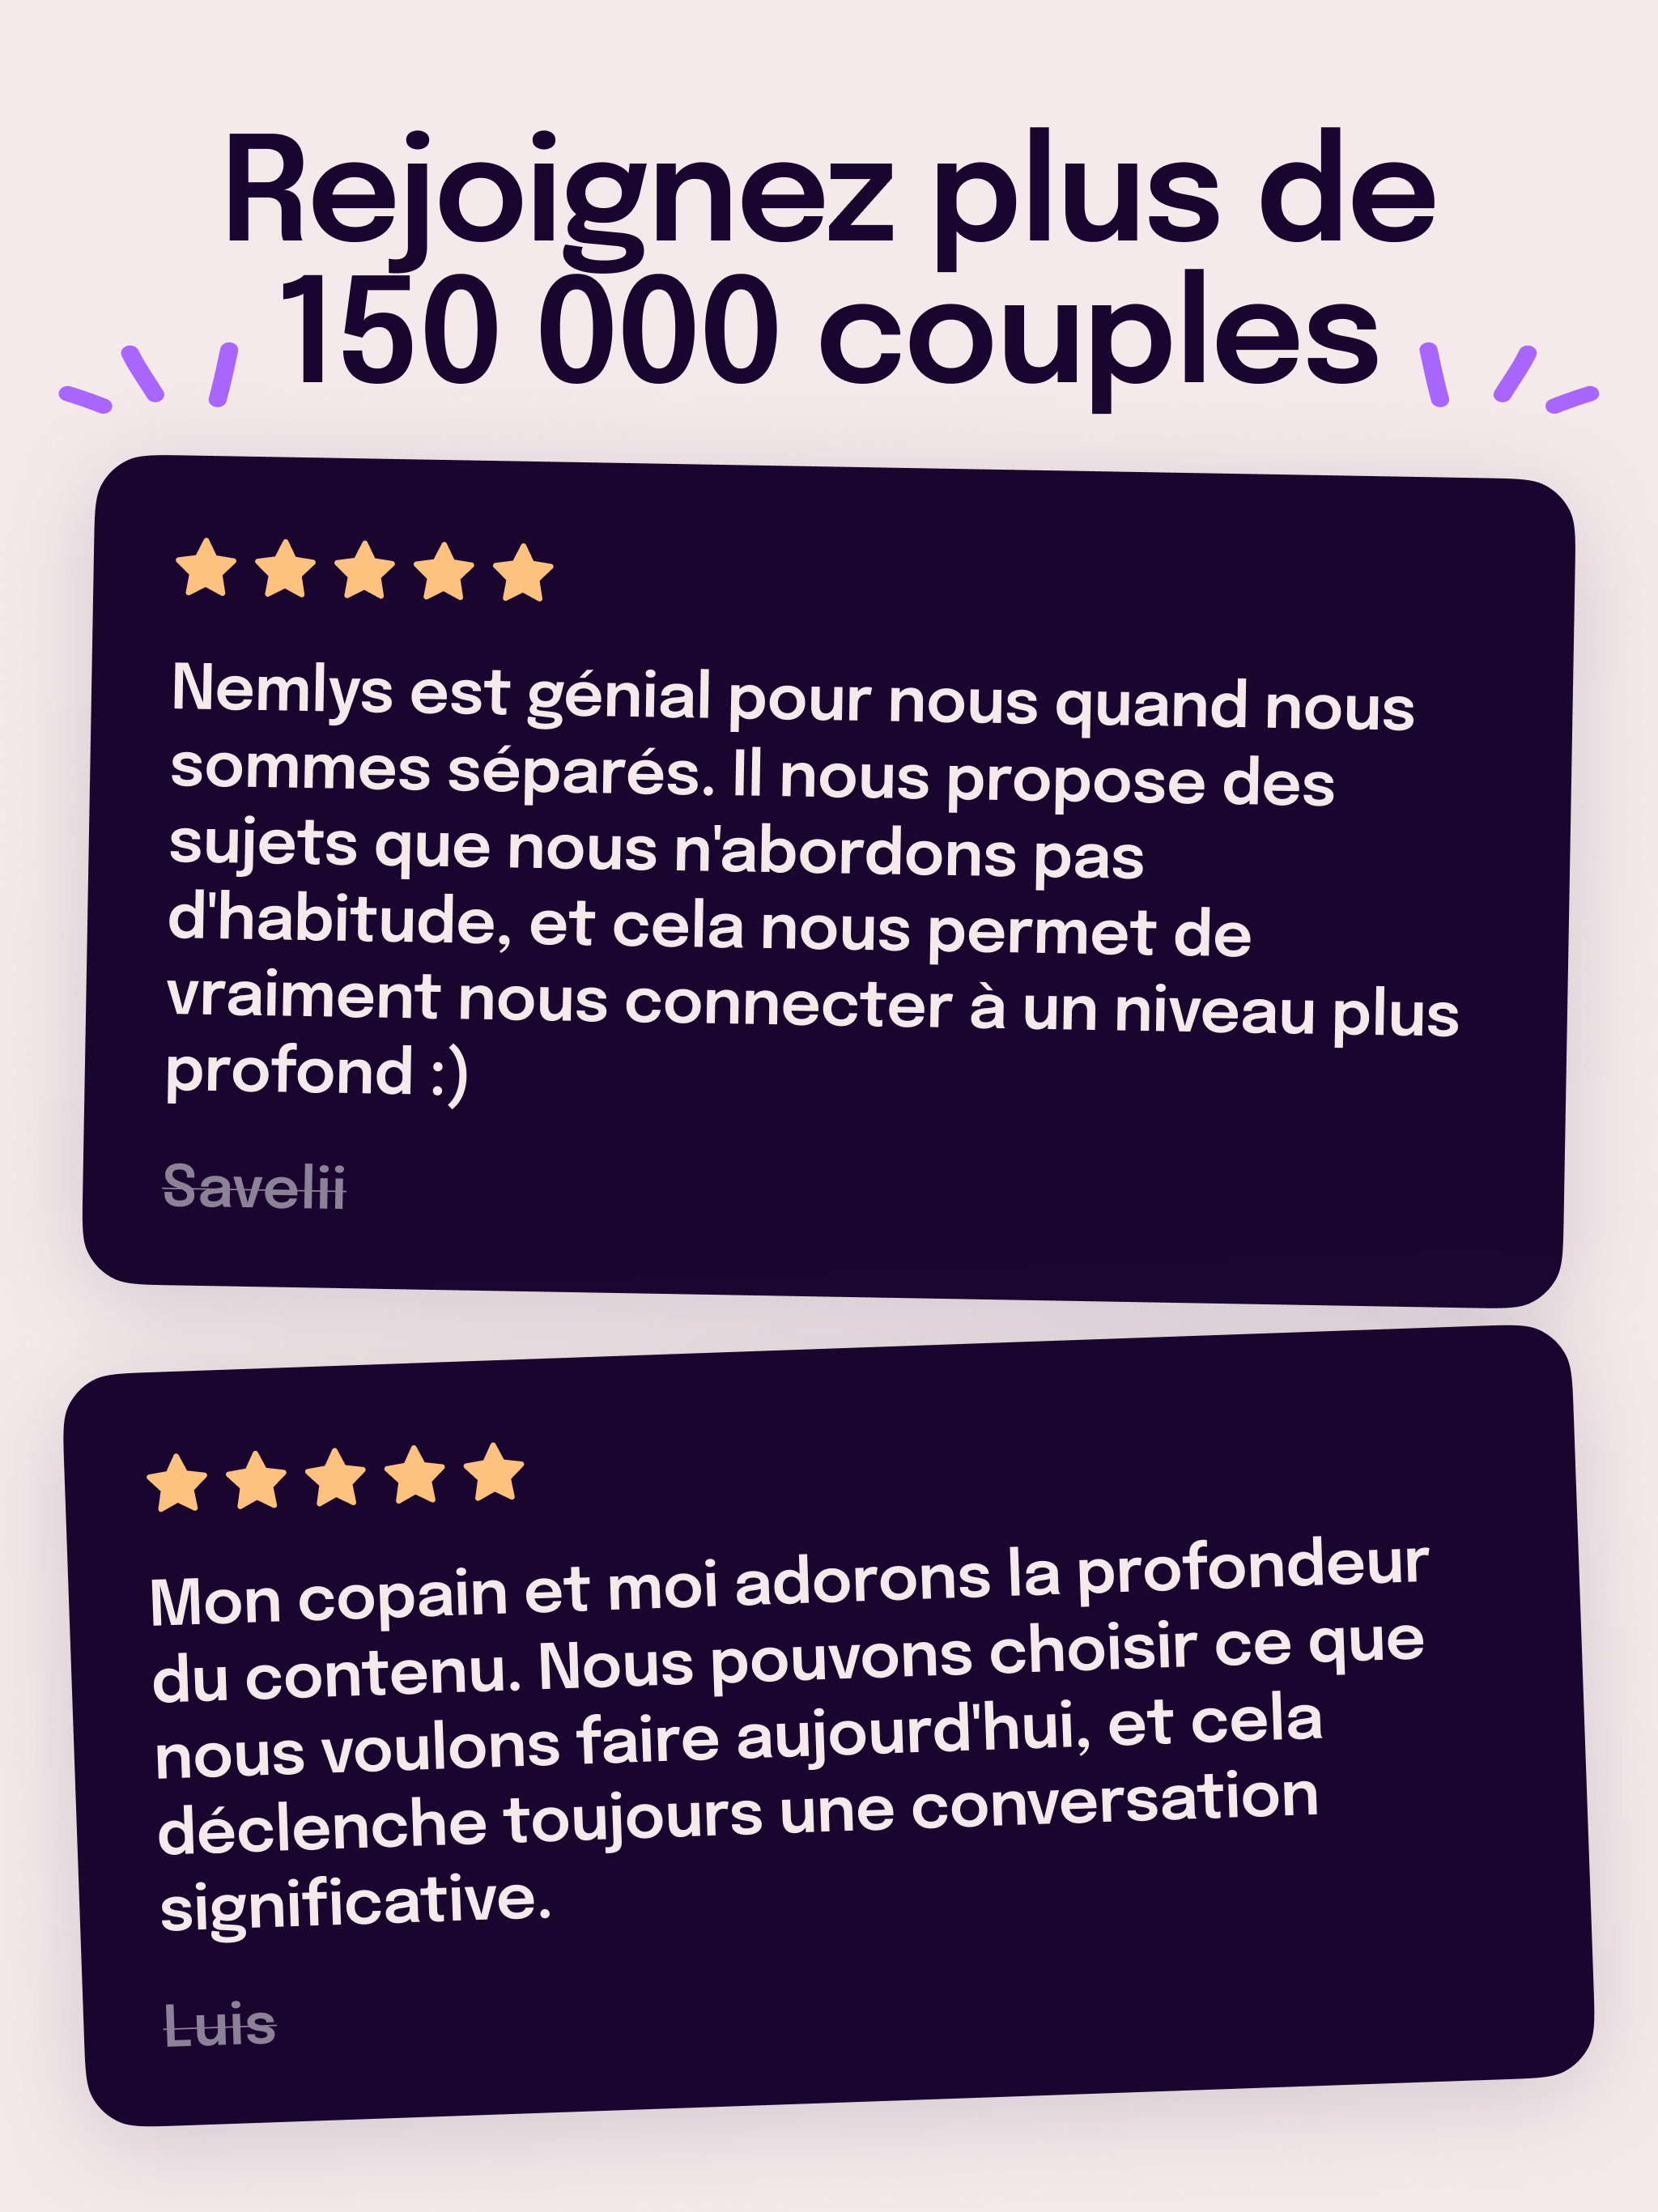 Rejoignez plus de
150 000 couples
Nemlys est génial pour nous quand nous
sommes séparés. Il nous propose des
sujets que nous n'abordons pas
d'habitude, et cela nous permet de
vraiment nous connecter à un niveau plus
profond :)
Savelii
Mon copain et moi adorons la profondeur
du contenu. Nous pouvons choisir ce que
nous voulons faire aujourd'hui, et cela
déclenche toujours une conversation
significative.
Luis